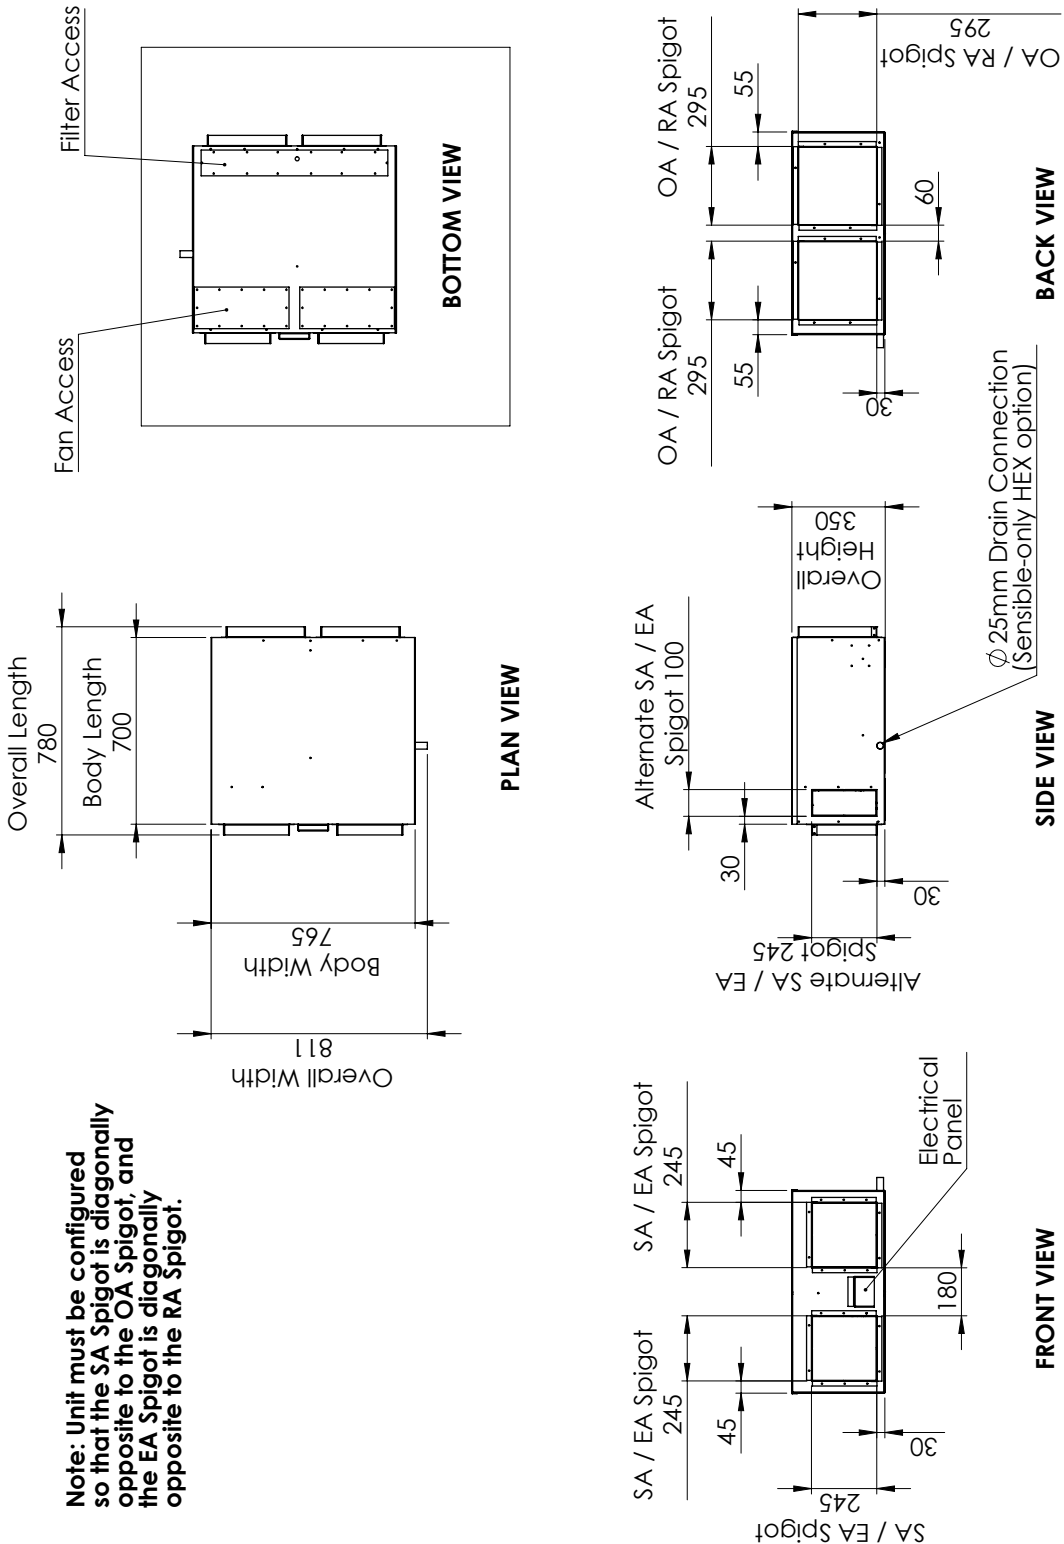 Note: Unit must be configured
so that the SA Spigot is diagonally
opposite to the OA Spigot, and
the EA Spigot is diagonally
opposite to the RA Spigot.
Overall Length
780
Body Length
700
Body Width
765
Overall Width
811
PLAN VIEW
Fan Access
Filter Access
BOTTOM VIEW
SA / EA Spigot
245
45
SA / EA Spigot
245
45
SA / EA Spigot
245
30
180
Electrical
Panel
FRONT VIEW
Alternate SA / EA
Spigot 100
30
Alternate SA / EA
Spigot 245
30
Overall
Height
350
∅25mm Drain Connection
(Sensible-only HEX option)
SIDE VIEW
OA / RA Spigot
295
55
OA / RA Spigot
295
55
OA / RA Spigot
295
30
60
BACK VIEW